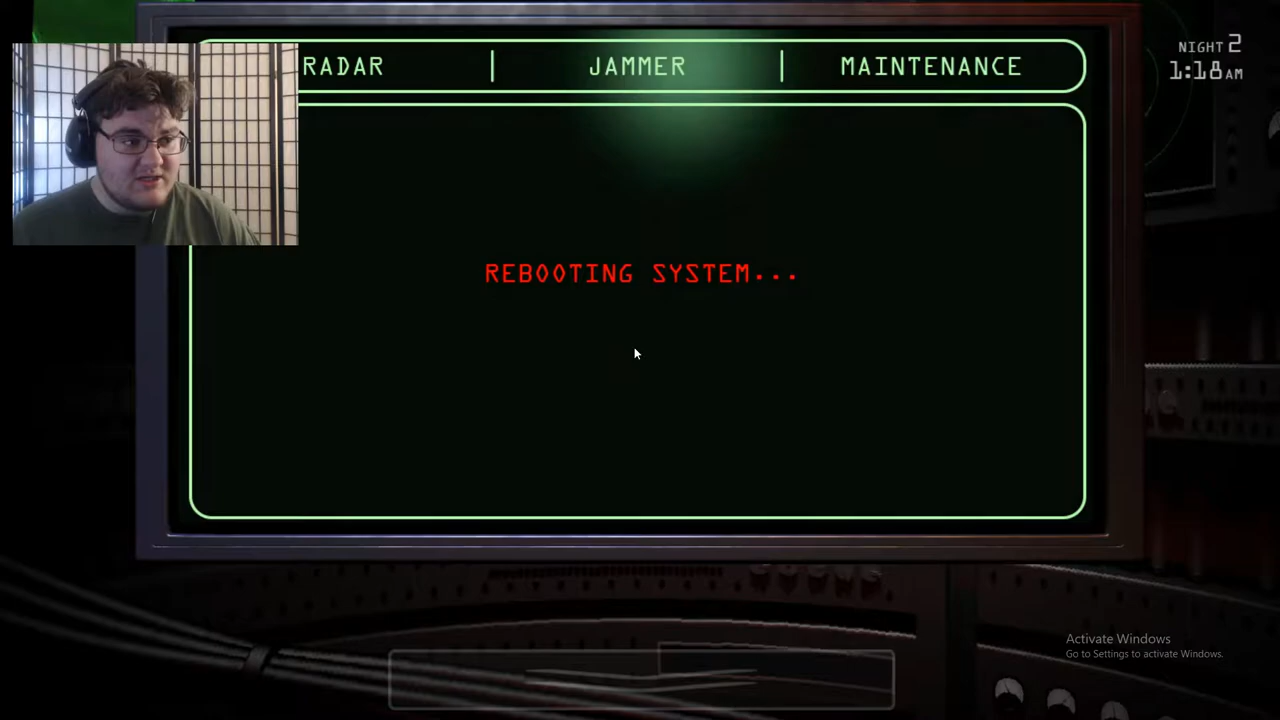 RADAR | JAMMER | MAINTENANCE
NIGHT 2
1:18 AM
REBOOTING SYSTEM...
Activate Windows
Go to Settings to activate Windows.